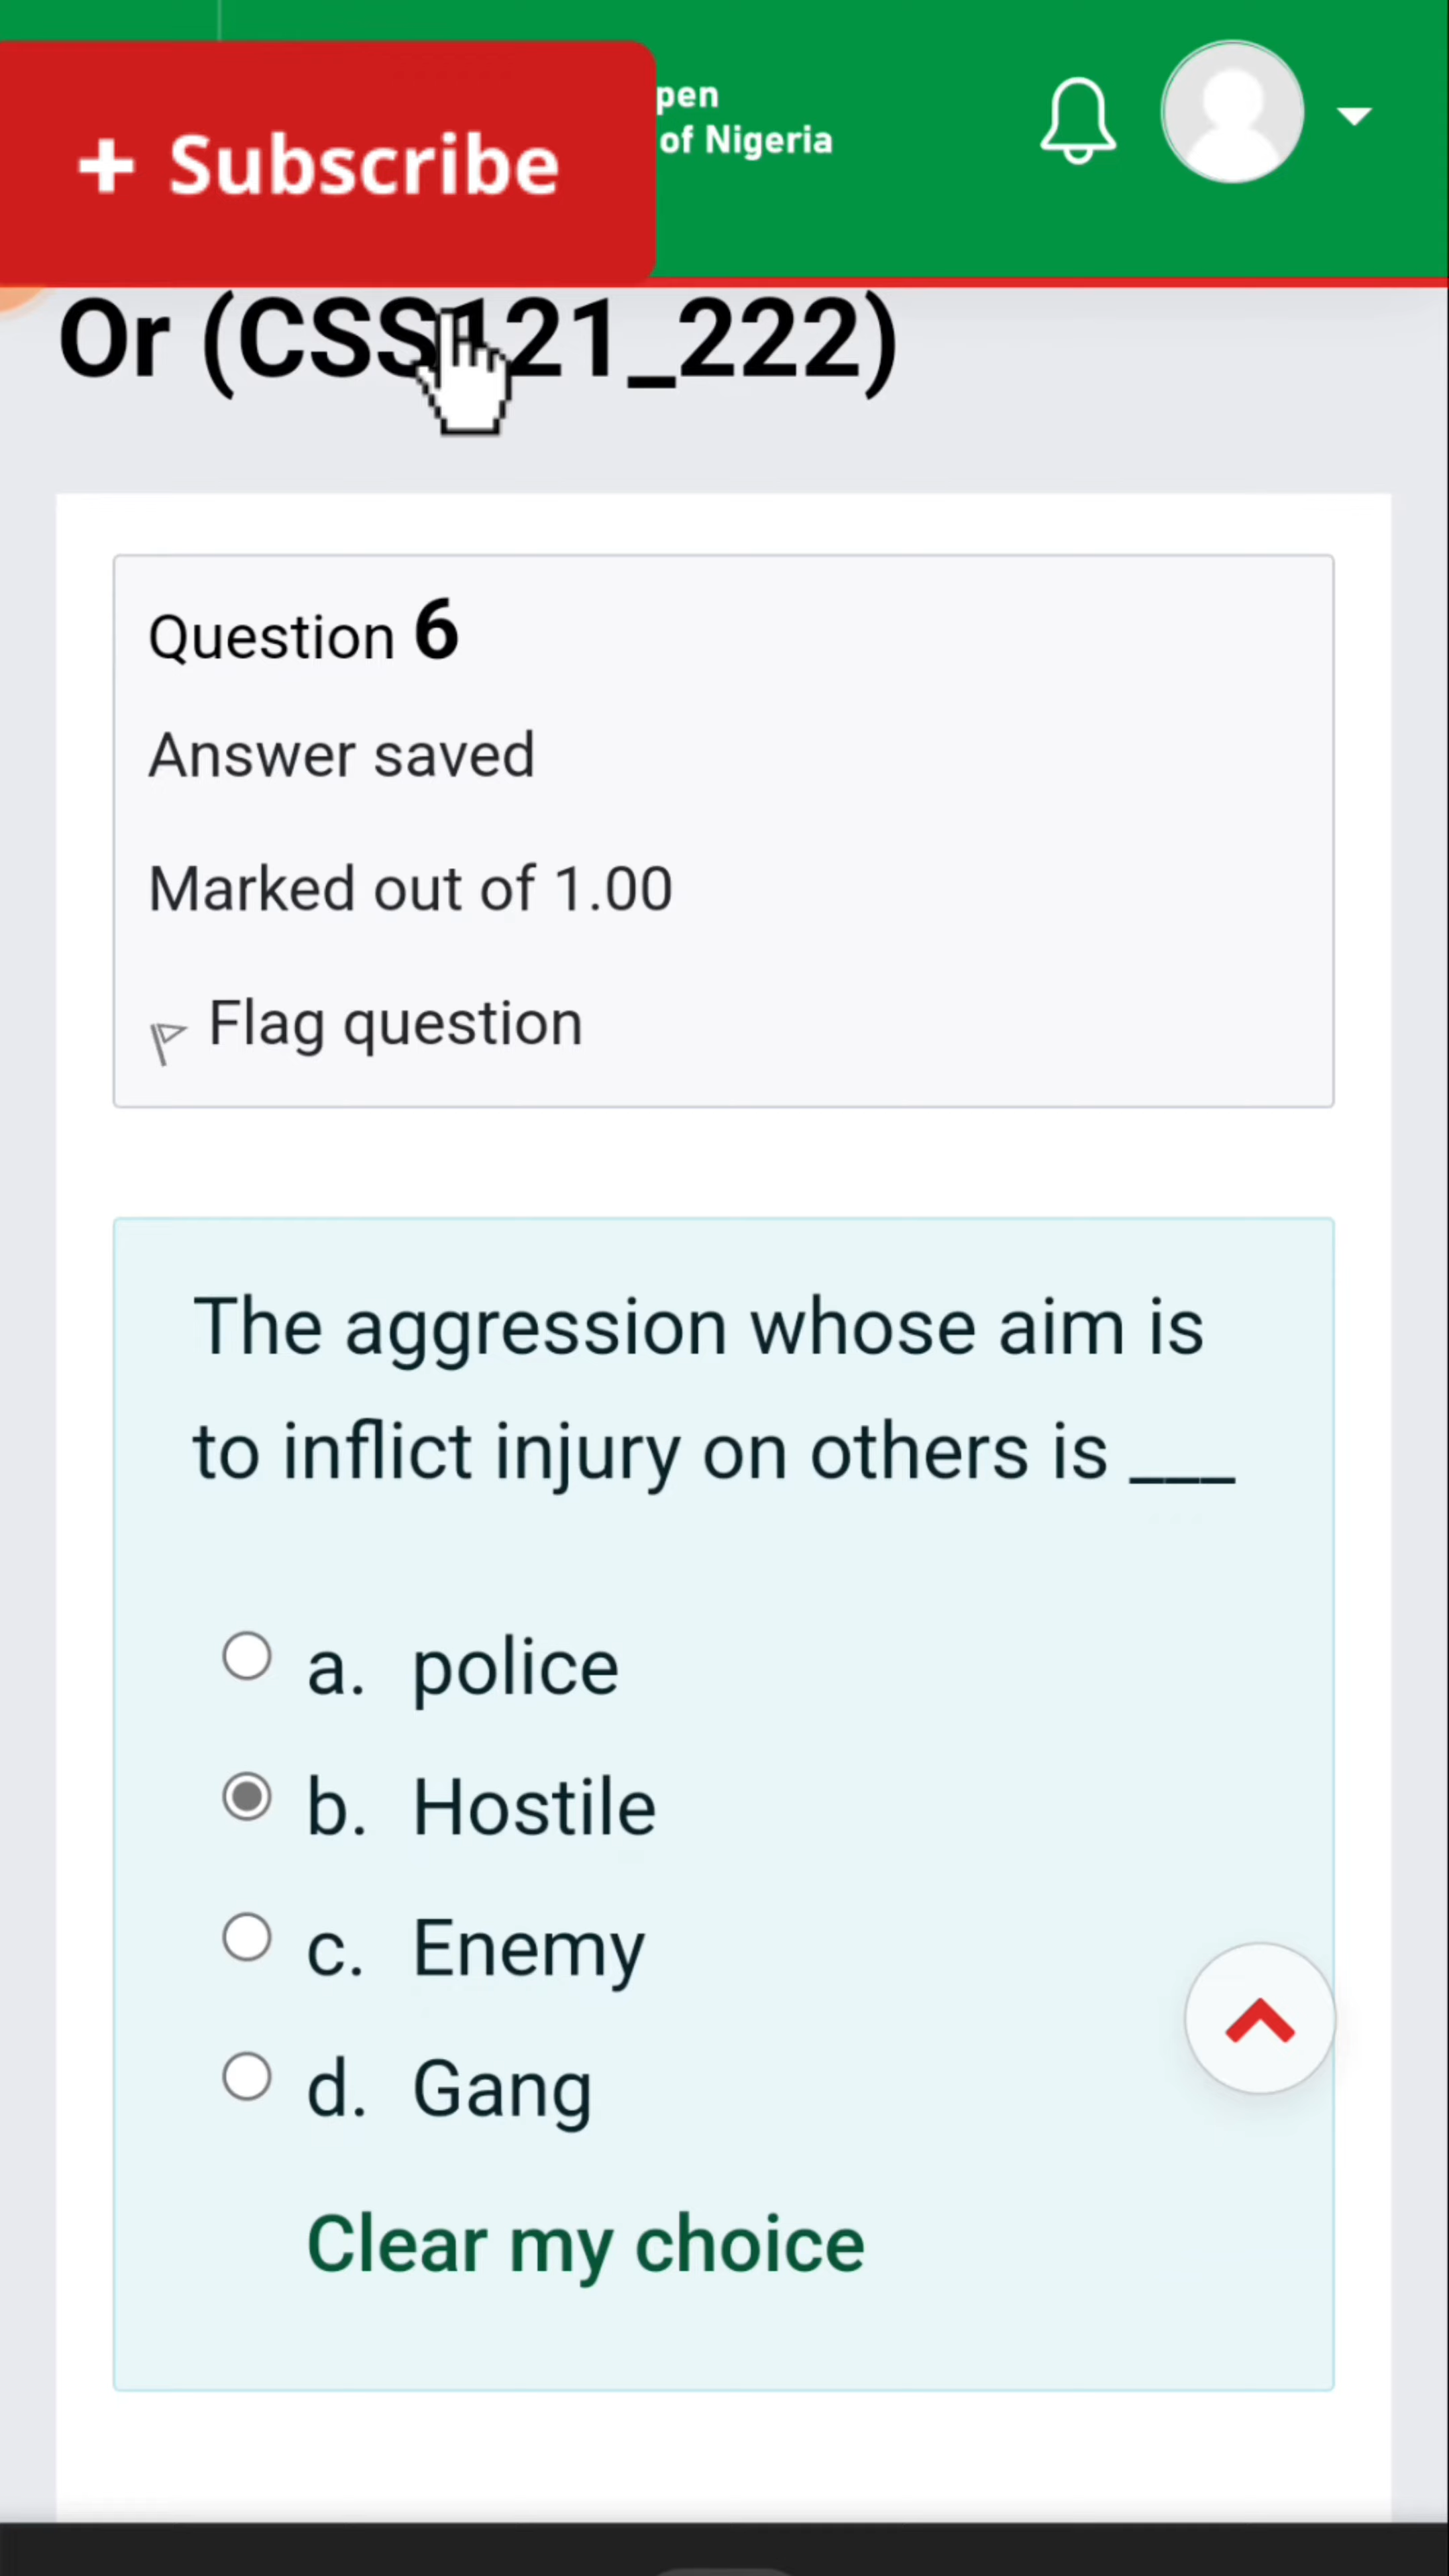 + Subscribe
pen
of Nigeria
Or (CSS121_222)
Question 6
Answer saved
Marked out of 1.00
Flag question
The aggression whose aim is
to inflict injury on others is ___
a. police
b. Hostile
c. Enemy
d. Gang
Clear my choice